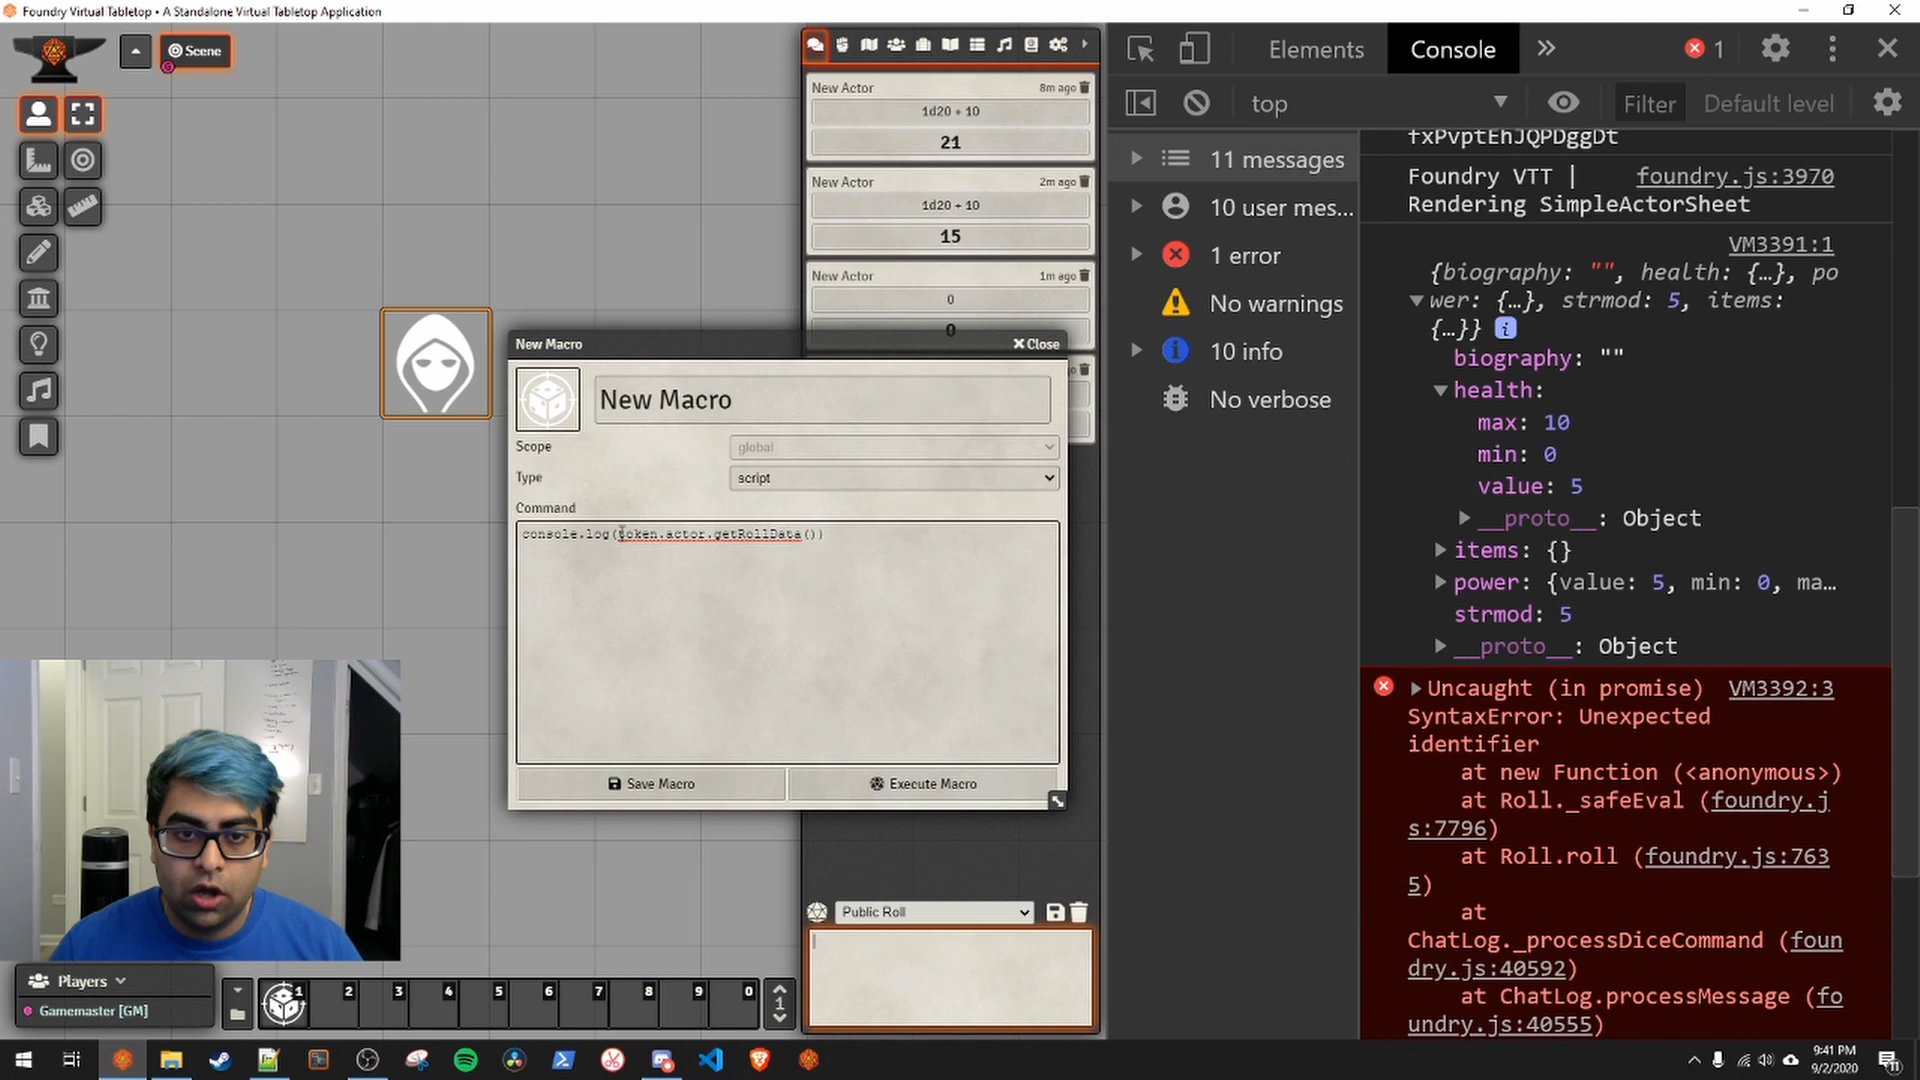 Foundry Virtual Tabletop • A Standalone Virtual Tabletop Application
Scene
New Actor 8m ago
1d20 + 10
21
New Actor 2m ago
1d20 + 10
15
New Actor 1m ago
0
0
New Macro
Close
New Macro
Scope
global
Type
script
Command
console.log(token.actor.getRollData())
Save Macro
Execute Macro
Public Roll
Players
Gamemaster [GM]
1 2 3 4 5 6 7 8 9 0
1
Elements
Console
1
top
Filter
Default level
11 messages
10 user mes...
1 error
No warnings
10 info
No verbose
fxPvptEhJQPDggDt
Foundry VTT | foundry.js:3970
Rendering SimpleActorSheet
VM3391:1
{biography: "", health: {…}, po
wer: {…}, strmod: 5, items:
{…}}
biography: ""
health:
max: 10
min: 0
value: 5
__proto__: Object
items: {}
power: {value: 5, min: 0, ma…
strmod: 5
__proto__: Object
Uncaught (in promise) VM3392:3
SyntaxError: Unexpected
identifier
at new Function (<anonymous>)
at Roll._safeEval (foundry.j
s:7796)
at Roll.roll (foundry.js:763
5)
at
ChatLog._processDiceCommand (foun
dry.js:40592)
at ChatLog.processMessage (fo
undry.js:40555)
9:41 PM
9/2/2020